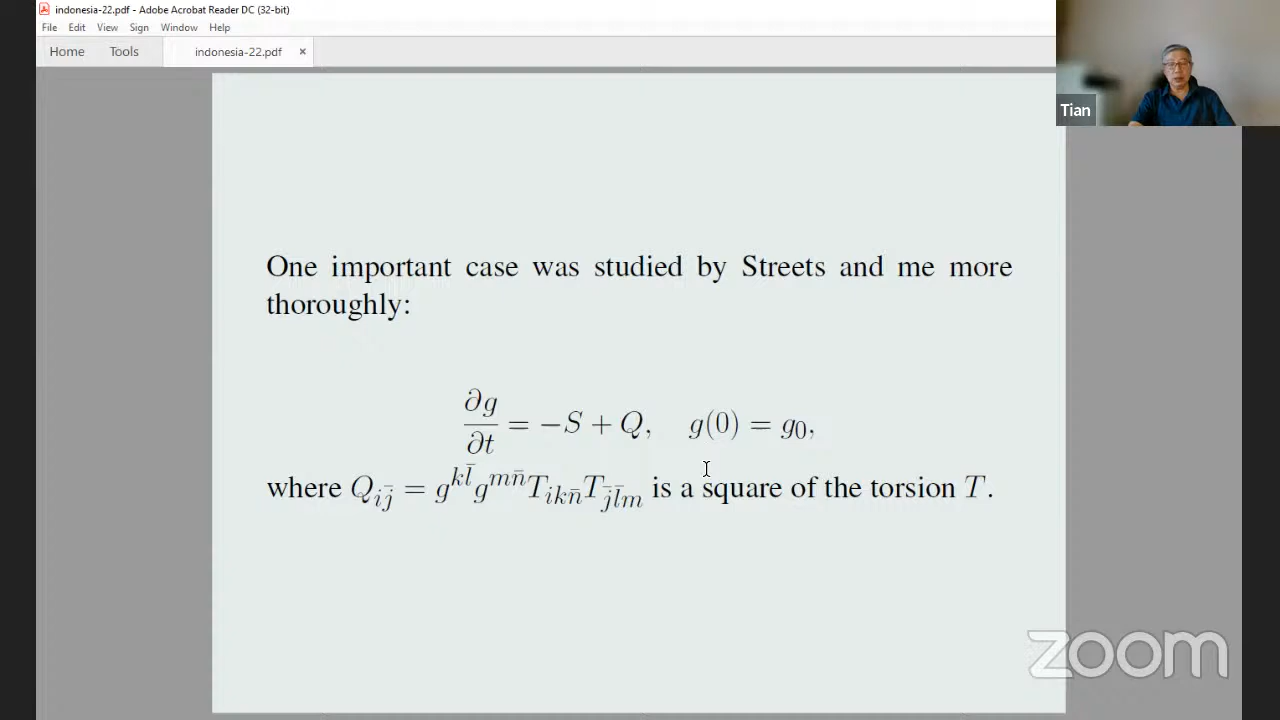 indonesia-22.pdf - Adobe Acrobat Reader DC (32-bit)
File Edit View Sign Window Help
Home Tools indonesia-22.pdf ×
Tian
One important case was studied by Streets and me more
thoroughly:
∂g/∂t = −S + Q, g(0) = g₀,
where Q_{i\bar{j}} = g^{k\bar{l}} g^{m\bar{n}} T_{ik\bar{n}} T_{\bar{j}\bar{l}m} is a square of the torsion T.
zoom